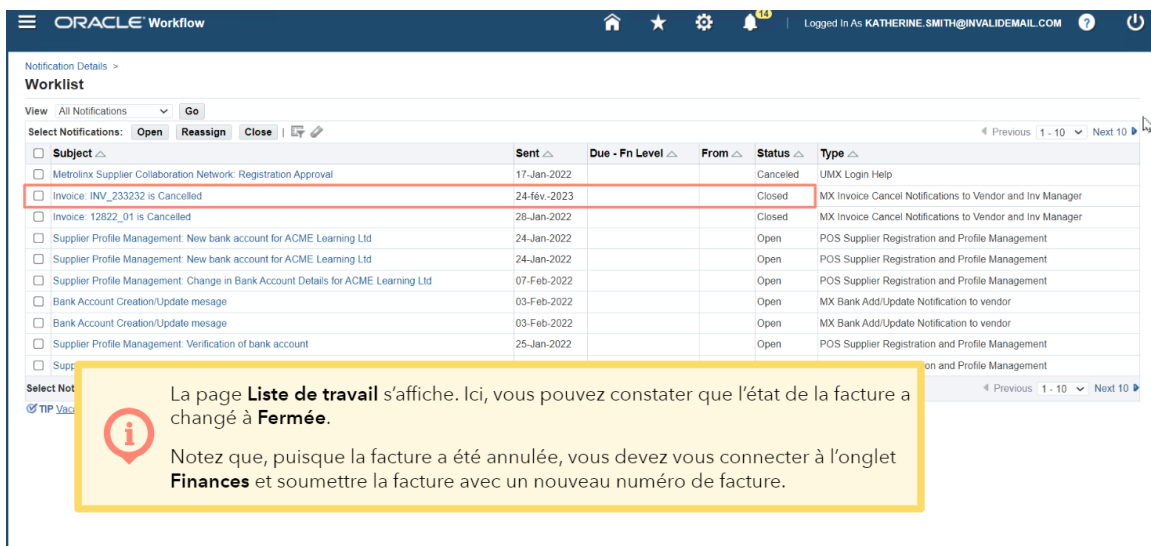 ORACLE Workflow 14 Logged In As KATHERINE.SMITH@INVALIDEMAIL.COM ?
Notification Details >
Worklist
View All Notifications Go
Select Notifications: Open Reassign Close | Previous 1 - 10 Next 10
Subject Sent Due - Fn Level From Status Type
Metrolinx Supplier Collaboration Network: Registration Approval 17-Jan-2022 Canceled UMX Login Help
Invoice: INV_233232 is Cancelled 24-fév.-2023 Closed MX Invoice Cancel Notifications to Vendor and Inv Manager
Invoice: 12822_01 is Cancelled 28-Jan-2022 Closed MX Invoice Cancel Notifications to Vendor and Inv Manager
Supplier Profile Management: New bank account for ACME Learning Ltd 24-Jan-2022 Open POS Supplier Registration and Profile Management
Supplier Profile Management: New bank account for ACME Learning Ltd 24-Jan-2022 Open POS Supplier Registration and Profile Management
Supplier Profile Management: Change in Bank Account Details for ACME Learning Ltd 07-Feb-2022 Open POS Supplier Registration and Profile Management
Bank Account Creation/Update mesage 03-Feb-2022 Open MX Bank Add/Update Notification to vendor
Bank Account Creation/Update mesage 03-Feb-2022 Open MX Bank Add/Update Notification to vendor
Supplier Profile Management: Verification of bank account 25-Jan-2022 Open POS Supplier Registration and Profile Management
Supp on and Profile Management
Select Not Previous 1 - 10 Next 10
TIP Vaca
La page Liste de travail s'affiche. Ici, vous pouvez constater que l'état de la facture a
changé à Fermée.
Notez que, puisque la facture a été annulée, vous devez vous connecter à l'onglet
Finances et soumettre la facture avec un nouveau numéro de facture.